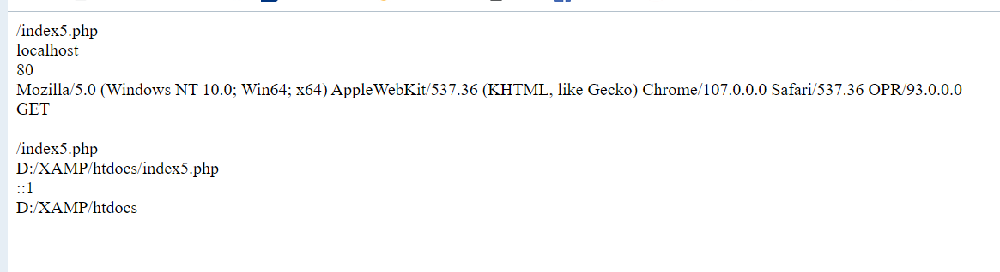 /index5.php
localhost
80
Mozilla/5.0 (Windows NT 10.0; Win64; x64) AppleWebKit/537.36 (KHTML, like Gecko) Chrome/107.0.0.0 Safari/537.36 OPR/93.0.0.0
GET
/index5.php
D:/XAMP/htdocs/index5.php
::1
D:/XAMP/htdocs